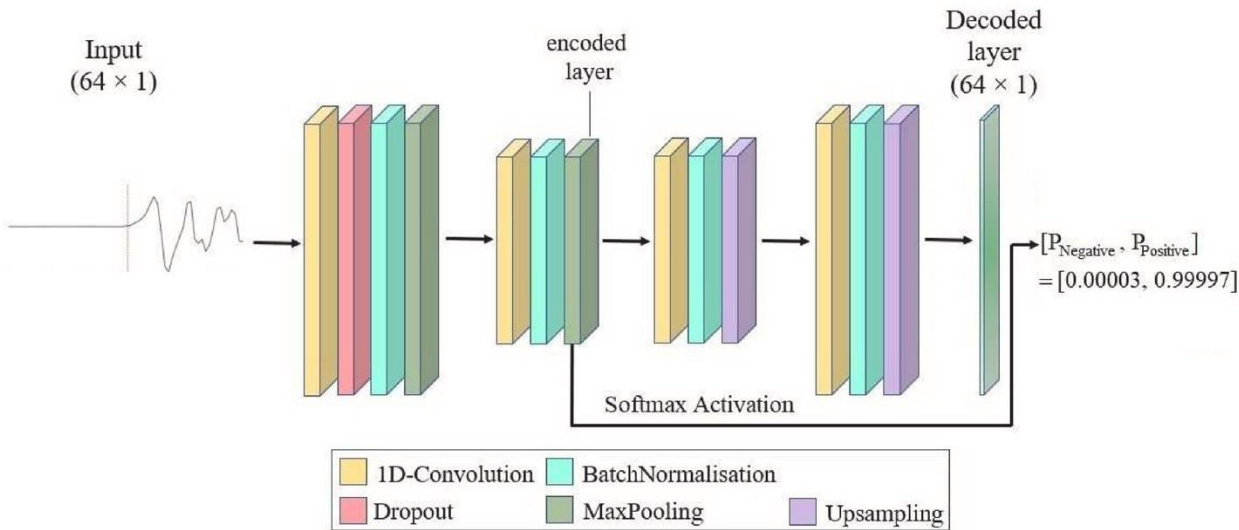 Input
(64 × 1)
encoded
layer
Decoded
layer
(64 × 1)
[P_Negative , P_Positive]
=[0.00003, 0.99997]
Softmax Activation
1D-Convolution BatchNormalisation
Dropout MaxPooling Upsampling